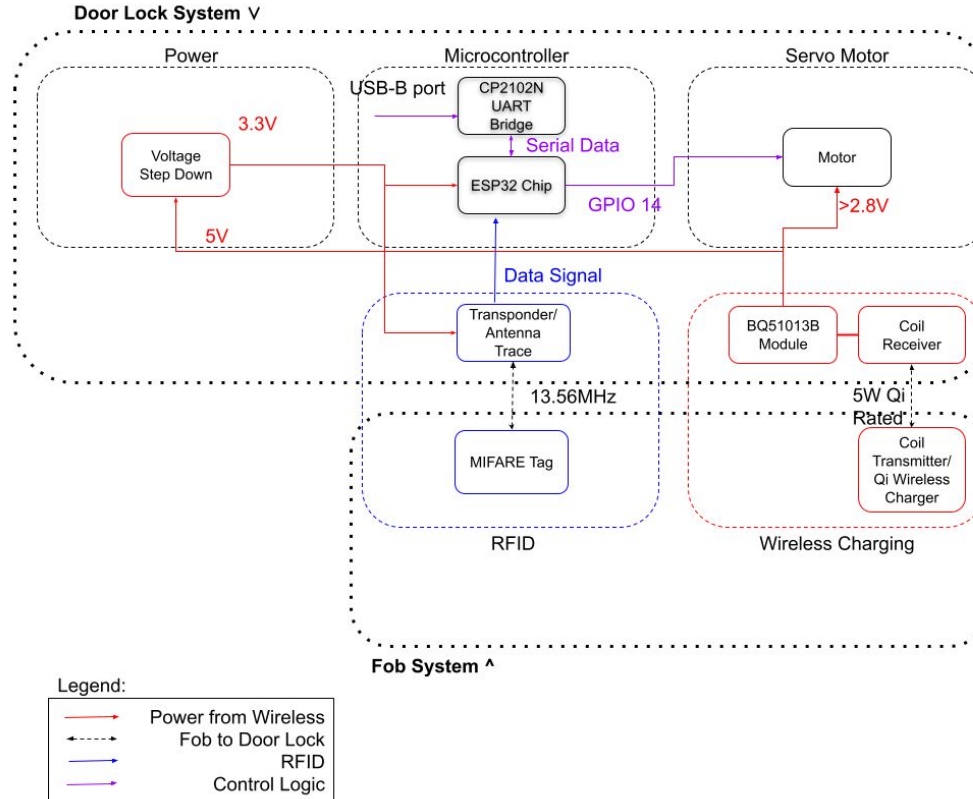 Door Lock System V
Power
Microcontroller
Servo Motor
USB-B port
CP2102N
UART
Bridge
3.3V
Serial Data
Voltage
Step Down
ESP32 Chip
Motor
GPIO 14
>2.8V
5V
Data Signal
Transponder/
Antenna
Trace
BQ51013B
Module
Coil
Receiver
13.56MHz
5W Qi
Rated
MIFARE Tag
Coil
Transmitter/
Qi Wireless
Charger
RFID
Wireless Charging
Fob System ^
Legend:
Power from Wireless
Fob to Door Lock
RFID
Control Logic